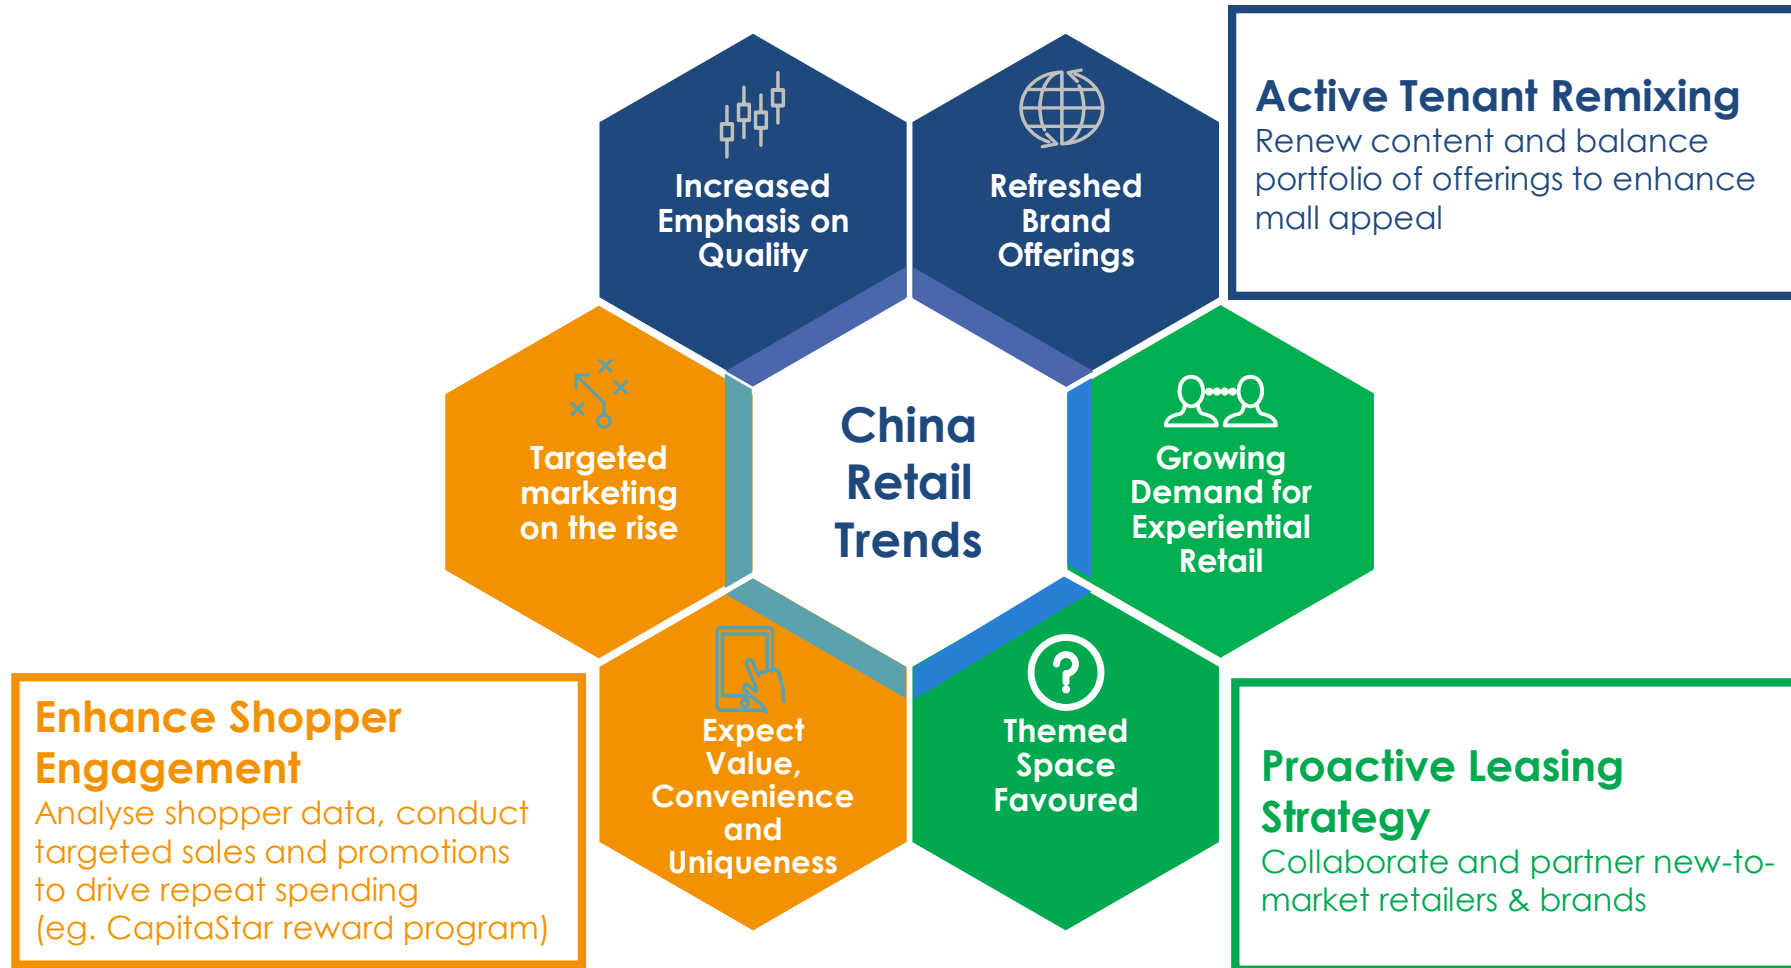 Increased
Emphasis on
Quality
Refreshed
Brand
Offerings
Active Tenant Remixing
Renew content and balance
portfolio of offerings to enhance
mall appeal
Targeted
marketing
on the rise
China
Retail
Trends
Growing
Demand for
Experiential
Retail
Expect
Value,
Convenience
and
Uniqueness
Themed
Space
Favoured
Enhance Shopper
Engagement
Analyse shopper data, conduct
targeted sales and promotions
to drive repeat spending
(eg. CapitaStar reward program)
Proactive Leasing
Strategy
Collaborate and partner new-to-
market retailers & brands